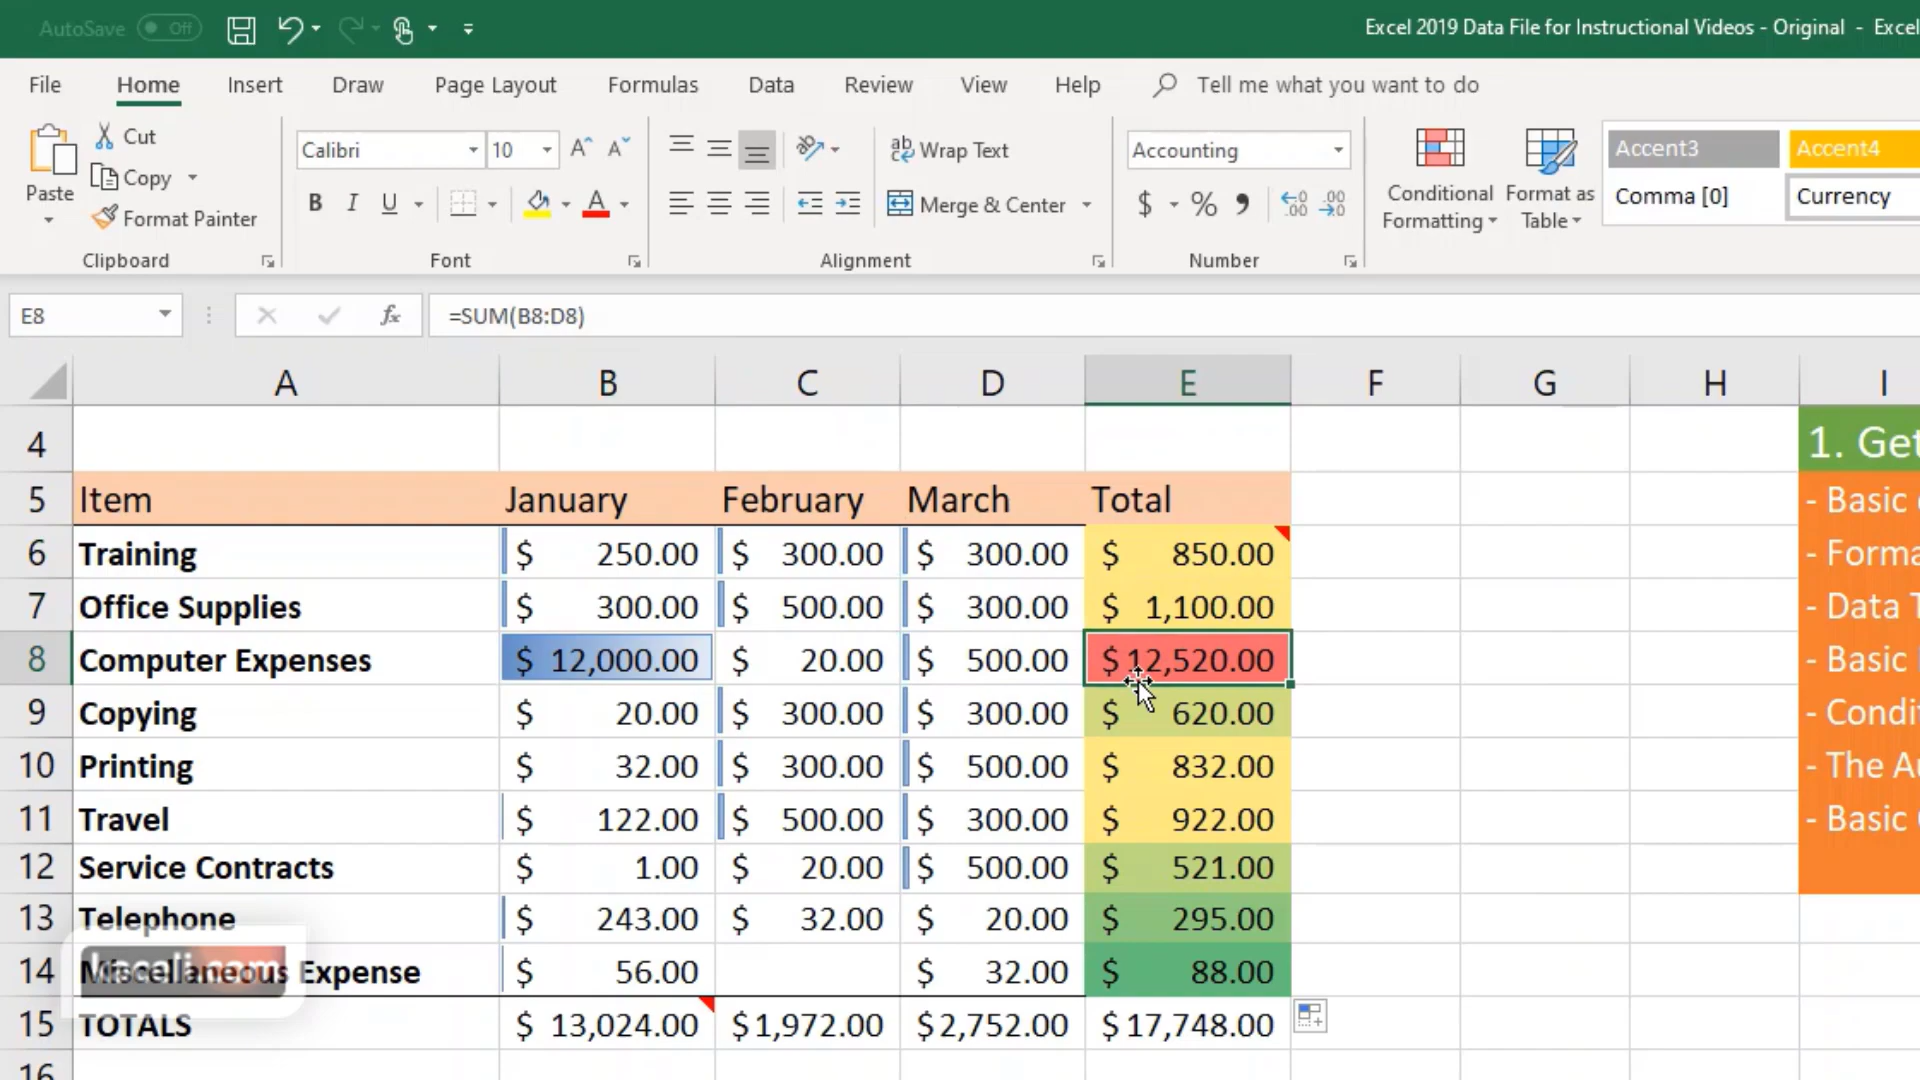 AutoSave Off Excel 2019 Data File for Instructional Videos - Original - Excel
File Home Insert Draw Page Layout Formulas Data Review View Help Tell me what you want to do
Paste
Cut
Copy
Format Painter
Clipboard
Calibri 10 A A
B I U A
Font
ab Wrap Text
Merge & Center
Alignment
Accounting
$ % 9 .00 .00
Number
Conditional Formatting
Format as Table
Accent3 Accent4
Comma [0] Currency
E8 fx =SUM(B8:D8)
A B C D E F G H I
4 1. Get
5 Item January February March Total - Basic
6 Training $ 250.00 $ 300.00 $ 300.00 $ 850.00 - Forma
7 Office Supplies $ 300.00 $ 500.00 $ 300.00 $ 1,100.00 - Data T
8 Computer Expenses $ 12,000.00 $ 20.00 $ 500.00 $ 12,520.00 - Basic
9 Copying $ 20.00 $ 300.00 $ 300.00 $ 620.00 - Condi
10 Printing $ 32.00 $ 300.00 $ 500.00 $ 832.00 - The Au
11 Travel $ 122.00 $ 500.00 $ 300.00 $ 922.00 - Basic
12 Service Contracts $ 1.00 $ 20.00 $ 500.00 $ 521.00
13 Telephone $ 243.00 $ 32.00 $ 20.00 $ 295.00
14 Miscellaneous Expense $ 56.00 $ 32.00 $ 88.00
kaceli.com
15 TOTALS $ 13,024.00 $ 1,972.00 $ 2,752.00 $ 17,748.00
16